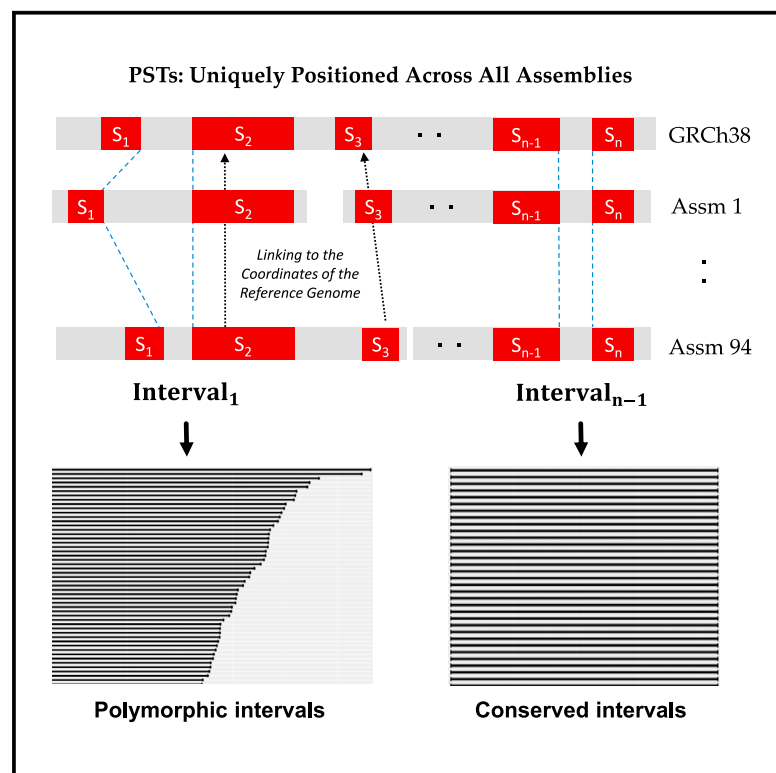 PSTs: Uniquely Positioned Across All Assemblies
S1 S2 S3 · · Sn-1 Sn GRCh38
S1 S2 S3 · · Sn-1 Sn Assm 1
Linking to the
Coordinates of the
Reference Genome
S1 S2 S3 · · Sn-1 Sn Assm 94
Interval1 Intervaln−1
Polymorphic intervals Conserved intervals